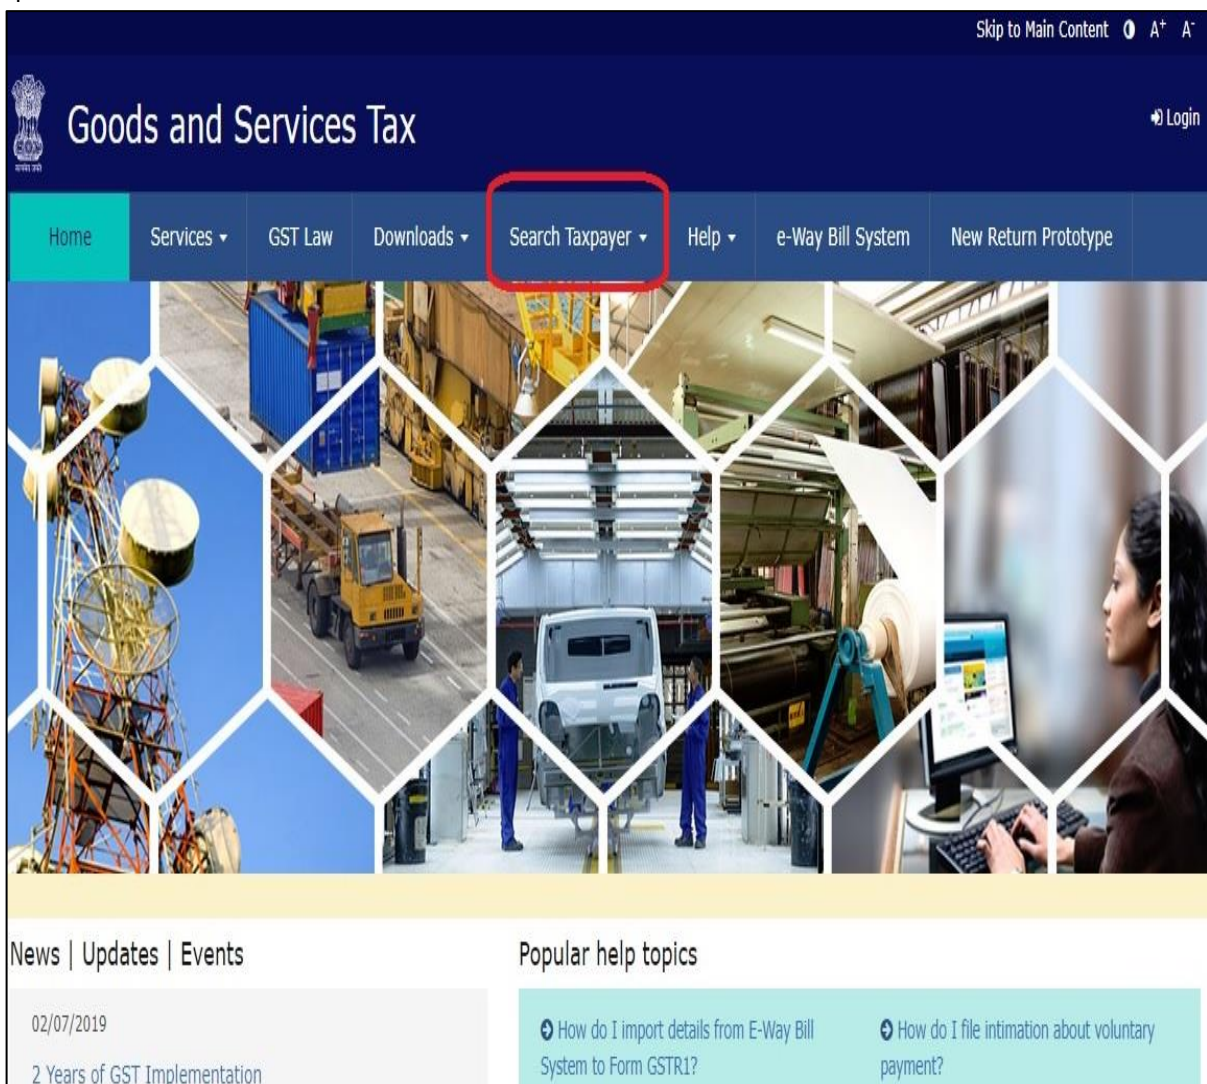 Skip to Main Content A+ A-
Goods and Services Tax
Login
Home Services GST Law Downloads Search Taxpayer Help e-Way Bill System New Return Prototype
News | Updates | Events
Popular help topics
02/07/2019
2 Years of GST Implementation
How do I import details from E-Way Bill
System to Form GSTR1?
How do I file intimation about voluntary
payment?